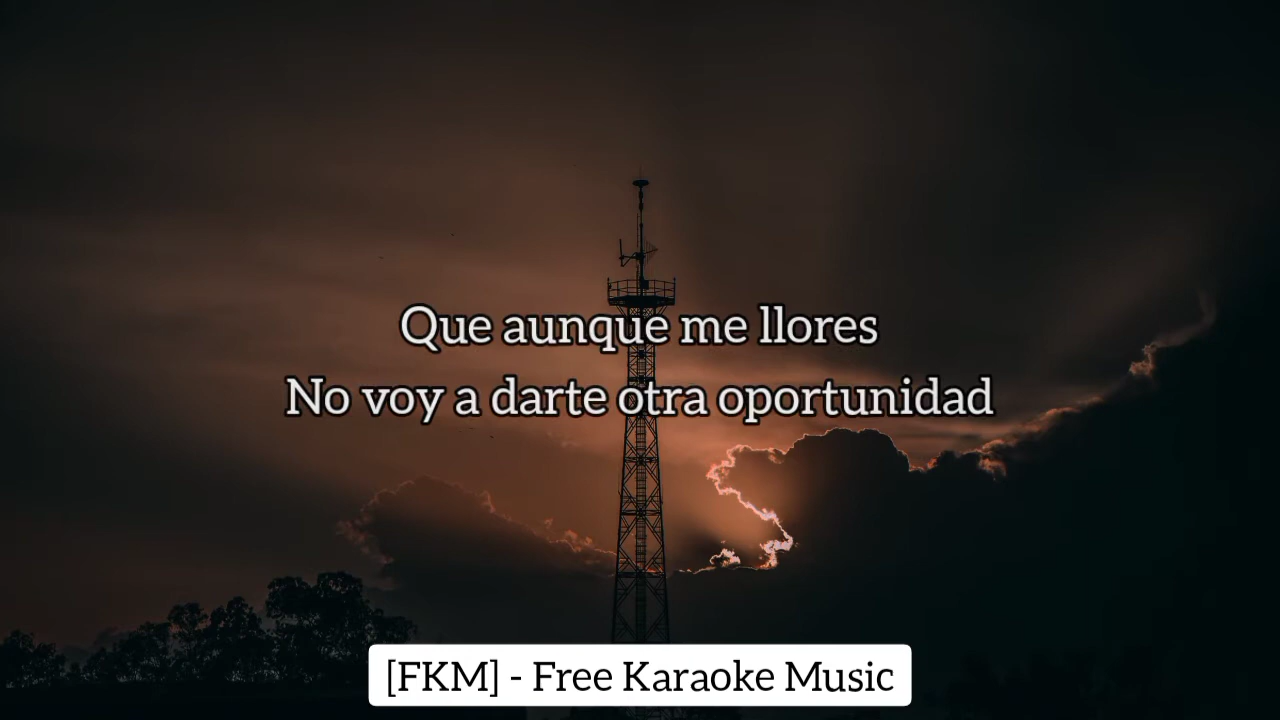 Que aunque me llores
No voy a darte otra oportunidad
[FKM] - Free Karaoke Music